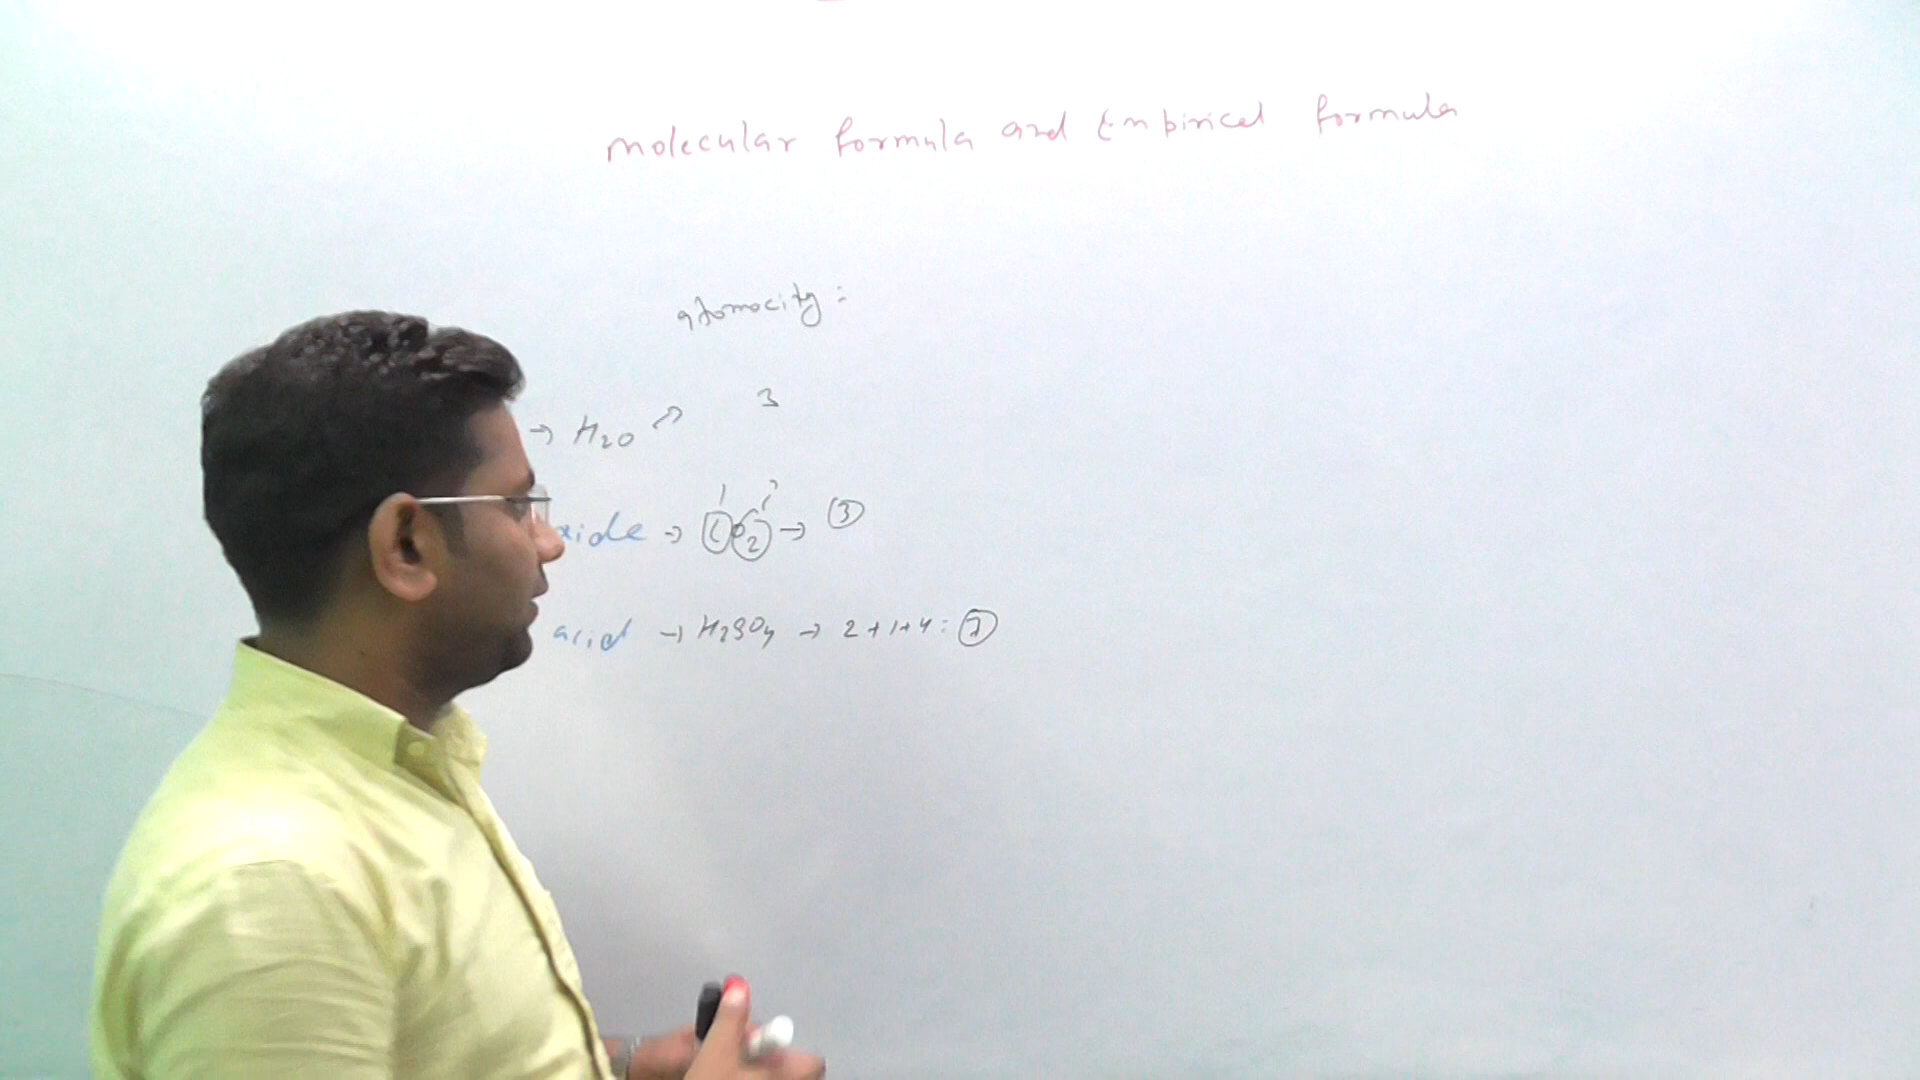 molecular formula and Empirical formula
atomocity :
→ H2O → 3
xide → CO2 → 3
acid → H2SO4 → 2+1+4 : 7